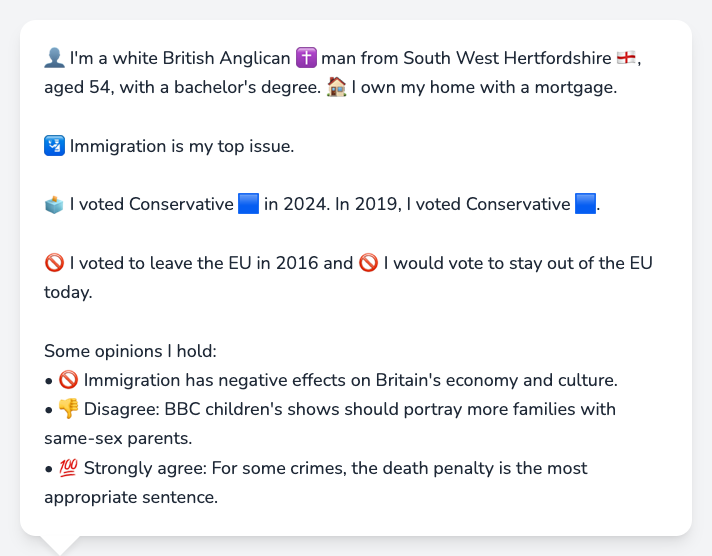 👤 I'm a white British Anglican ✝️ man from South West Hertfordshire 🏴󠁧󠁢󠁥󠁮󠁧󠁿,
aged 54, with a bachelor's degree. 🏠 I own my home with a mortgage.
🛂 Immigration is my top issue.
🗳️ I voted Conservative 🟦 in 2024. In 2019, I voted Conservative 🟦.
🚫 I voted to leave the EU in 2016 and 🚫 I would vote to stay out of the EU
today.
Some opinions I hold:
• 🚫 Immigration has negative effects on Britain's economy and culture.
• 👎 Disagree: BBC children's shows should portray more families with
same-sex parents.
• 💯 Strongly agree: For some crimes, the death penalty is the most
appropriate sentence.